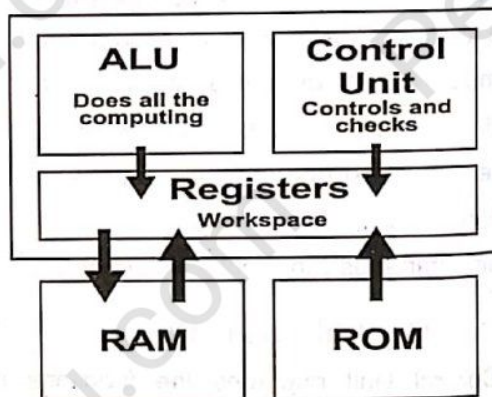 ALU
Does all the
computing
Control
Unit
Controls and
checks
Registers
Workspace
RAM
ROM